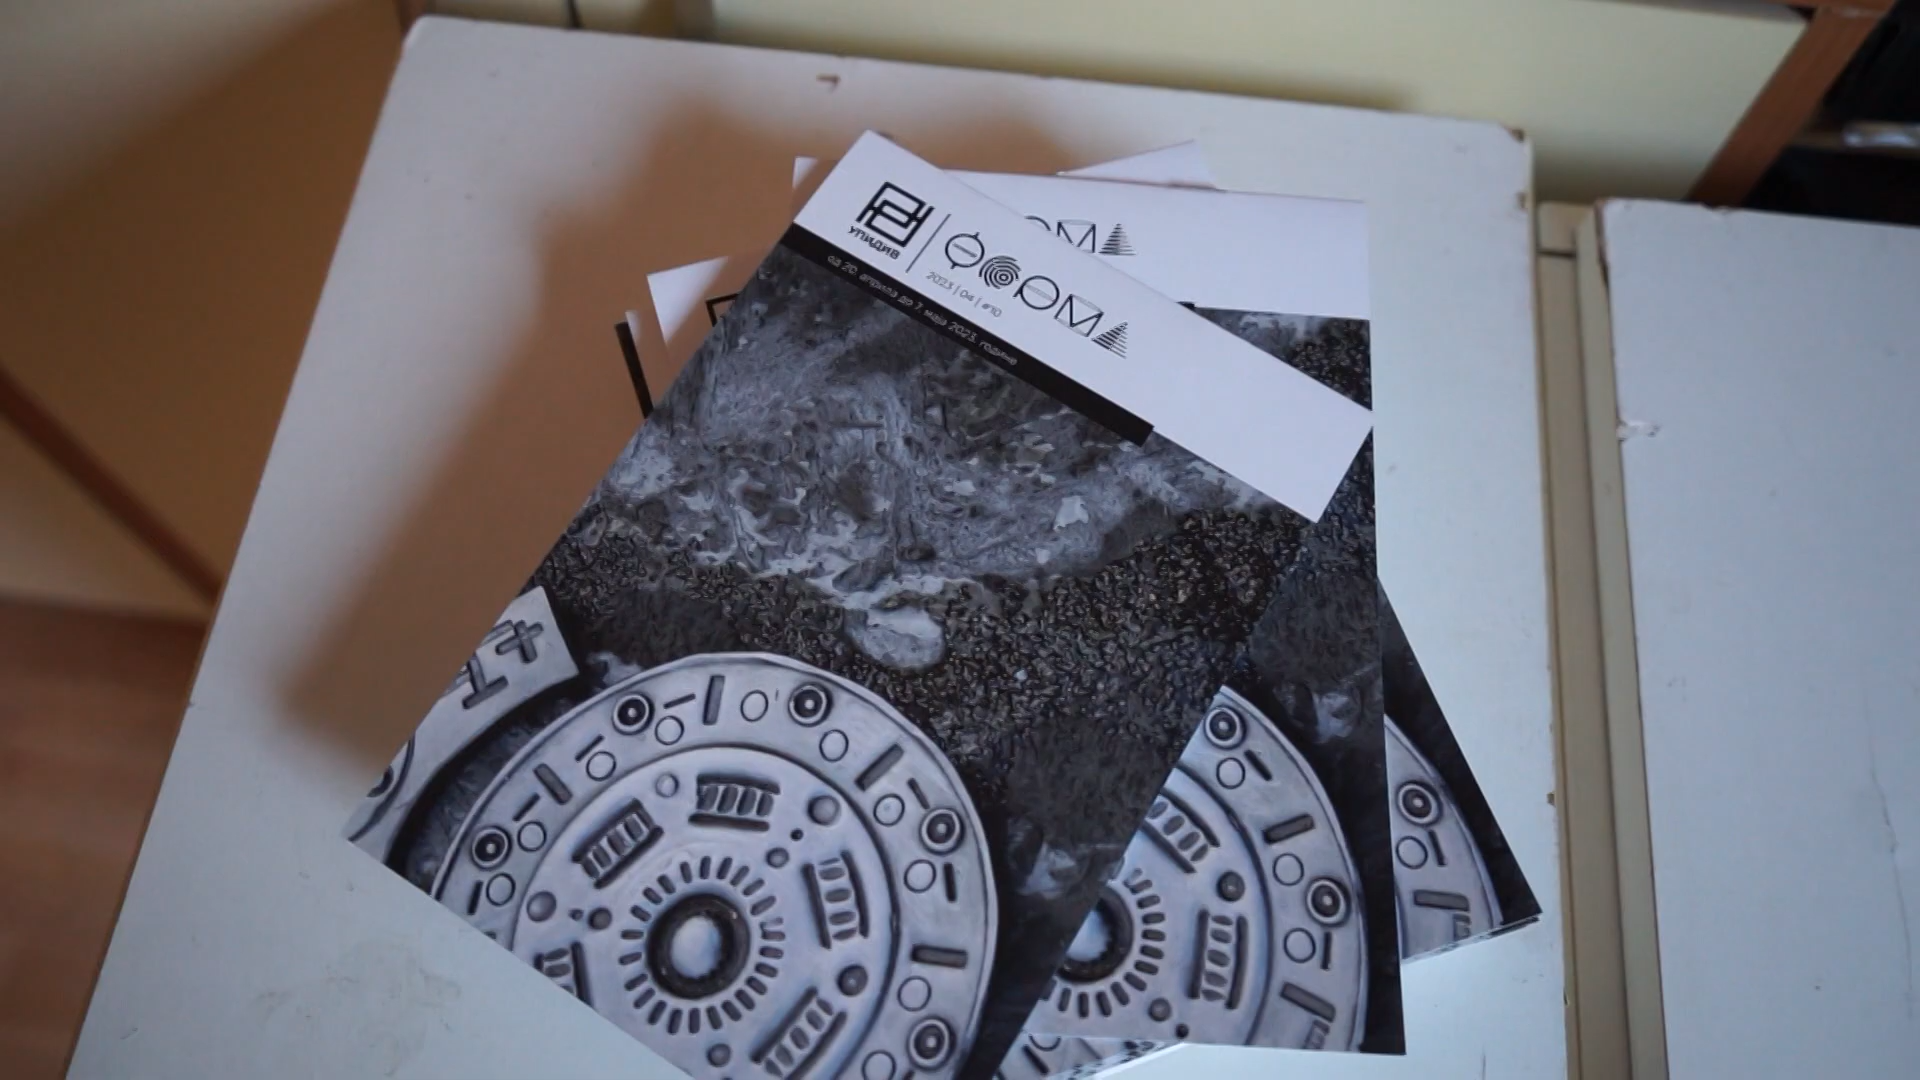 УПИДИВ
ФОРМА
2023 | 04 | #10
од 20. априла до 7. маја 2023. године